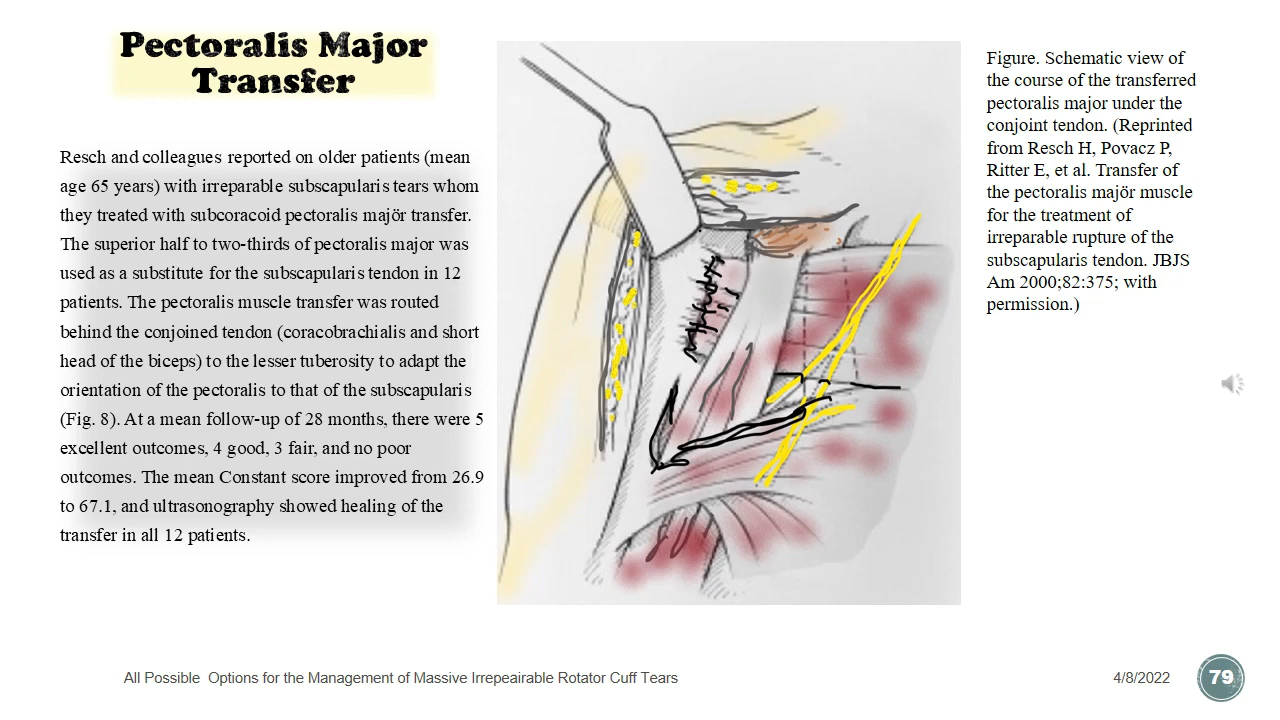 Pectoralis Major
Transfer
Resch and colleagues reported on older patients (mean
age 65 years) with irreparable subscapularis tears whom
they treated with subcoracoid pectoralis majör transfer.
The superior half to two-thirds of pectoralis major was
used as a substitute for the subscapularis tendon in 12
patients. The pectoralis muscle transfer was routed
behind the conjoined tendon (coracobrachialis and short
head of the biceps) to the lesser tuberosity to adapt the
orientation of the pectoralis to that of the subscapularis
(Fig. 8). At a mean follow-up of 28 months, there were 5
excellent outcomes, 4 good, 3 fair, and no poor
outcomes. The mean Constant score improved from 26.9
to 67.1, and ultrasonography showed healing of the
transfer in all 12 patients.
Figure. Schematic view of
the course of the transferred
pectoralis major under the
conjoint tendon. (Reprinted
from Resch H, Povacz P,
Ritter E, et al. Transfer of
the pectoralis majör muscle
for the treatment of
irreparable rupture of the
subscapularis tendon. JBJS
Am 2000;82:375; with
permission.)
All Possible Options for the Management of Massive Irrepeairable Rotator Cuff Tears
4/8/2022
79